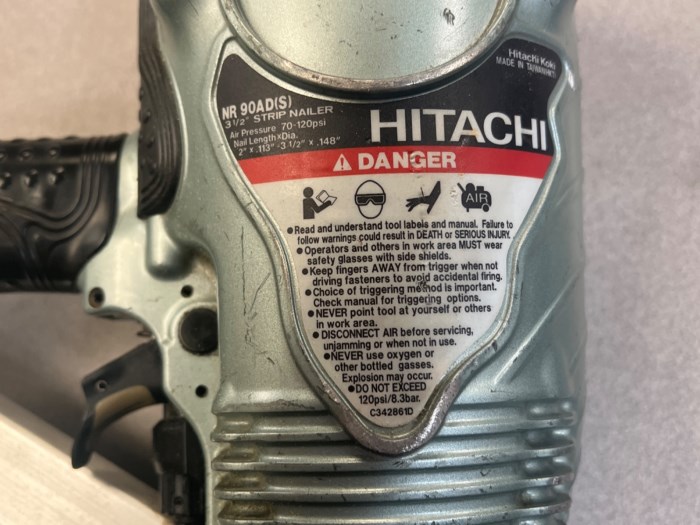 Hitachi Koki
MADE IN TAIWAN
NR 90AD(S)
3 1/2" STRIP NAILER
Air Pressure 70-120psi
Nail Length×Dia.
2" x .113" - 3 1/2" x .148"
HITACHI
⚠ DANGER
AIR
●Read and understand tool labels and manual. Failure to
follow warnings could result in DEATH or SERIOUS INJURY.
●Operators and others in work area MUST wear
safety glasses with side shields.
●Keep fingers AWAY from trigger when not
driving fasteners to avoid accidental firing.
●Choice of triggering method is important.
Check manual for triggering options.
●NEVER point tool at yourself or others
in work area.
●DISCONNECT AIR before servicing,
unjamming or when not in use.
●NEVER use oxygen or
other bottled gasses.
Explosion may occur.
●DO NOT EXCEED
120psi/8.3bar.
C342861D